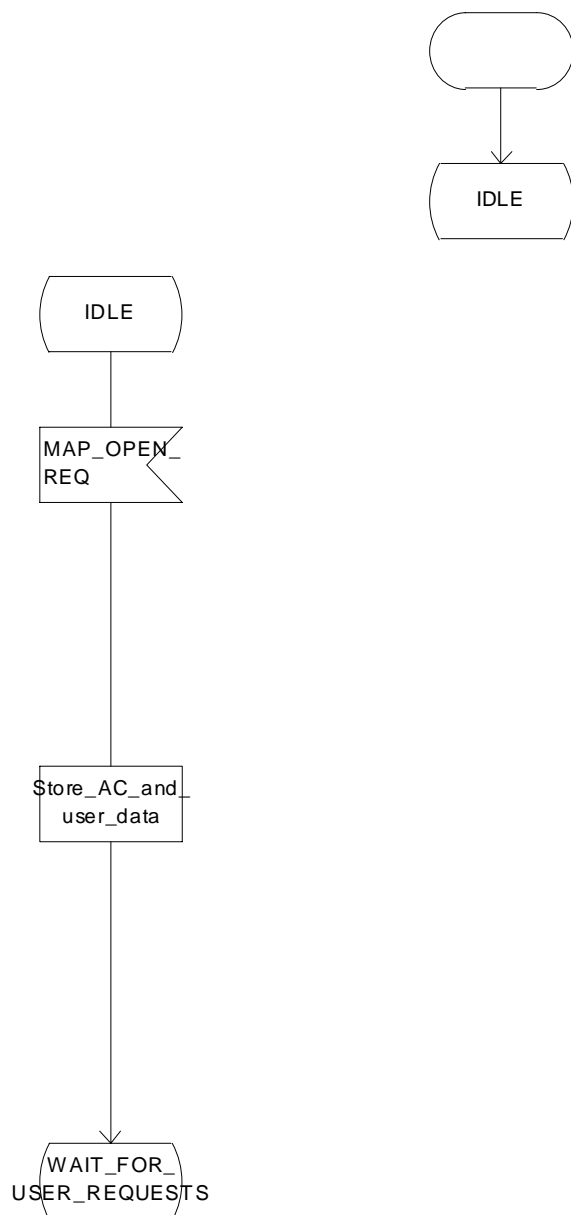 IDLE
IDLE
MAP_OPEN_
REQ
Store_AC_and_
user_data
WAIT_FOR_
USER_REQUESTS